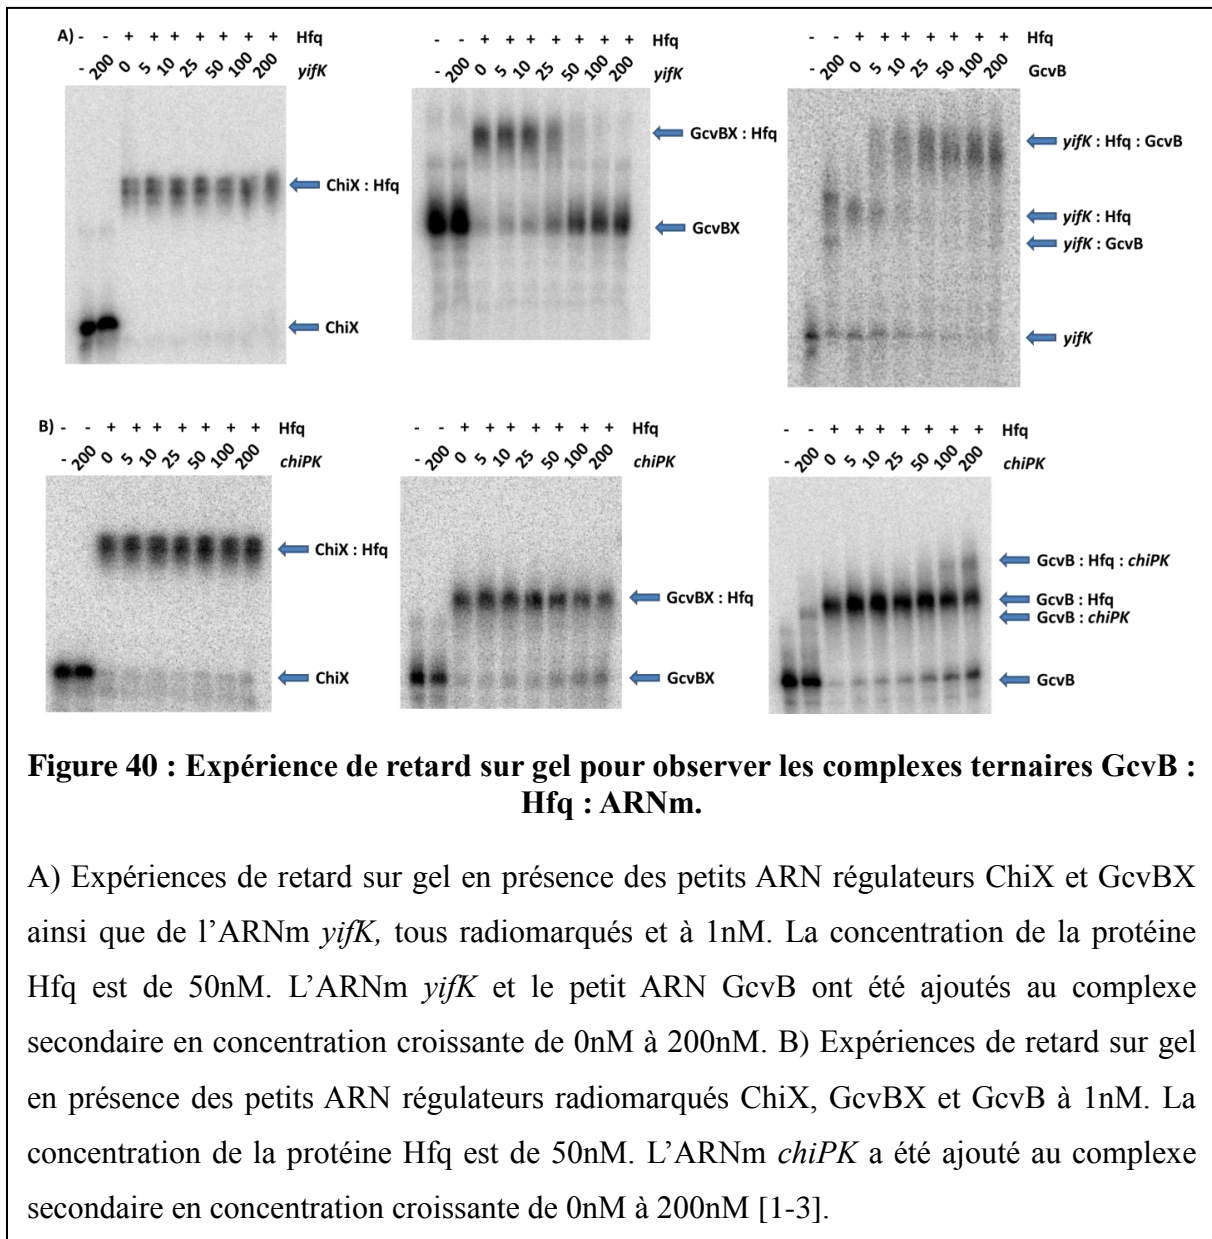 A) - - + + + + + + + Hfq
- 200 0 5 10 25 50 100 200 yifK
ChiX : Hfq
ChiX
- - + + + + + + + Hfq
- 200 0 5 10 25 50 100 200 yifK
GcvBX : Hfq
GcvBX
- - + + + + + + + Hfq
- 200 0 5 10 25 50 100 200 GcvB
yifK : Hfq : GcvB
yifK : Hfq
yifK : GcvB
yifK
B) - - + + + + + + + Hfq
- 200 0 5 10 25 50 100 200 chiPK
ChiX : Hfq
ChiX
- - + + + + + + + Hfq
- 200 0 5 10 25 50 100 200 chiPK
GcvBX : Hfq
GcvBX
- - + + + + + + + Hfq
- 200 0 5 10 25 50 100 200 chiPK
GcvB : Hfq : chiPK
GcvB : Hfq
GcvB : chiPK
GcvB
Figure 40 : Expérience de retard sur gel pour observer les complexes ternaires GcvB :
Hfq : ARNm.
A) Expériences de retard sur gel en présence des petits ARN régulateurs ChiX et GcvBX
ainsi que de l’ARNm yifK, tous radiomarqués et à 1nM. La concentration de la protéine
Hfq est de 50nM. L’ARNm yifK et le petit ARN GcvB ont été ajoutés au complexe
secondaire en concentration croissante de 0nM à 200nM. B) Expériences de retard sur gel
en présence des petits ARN régulateurs radiomarqués ChiX, GcvBX et GcvB à 1nM. La
concentration de la protéine Hfq est de 50nM. L’ARNm chiPK a été ajouté au complexe
secondaire en concentration croissante de 0nM à 200nM [1-3].